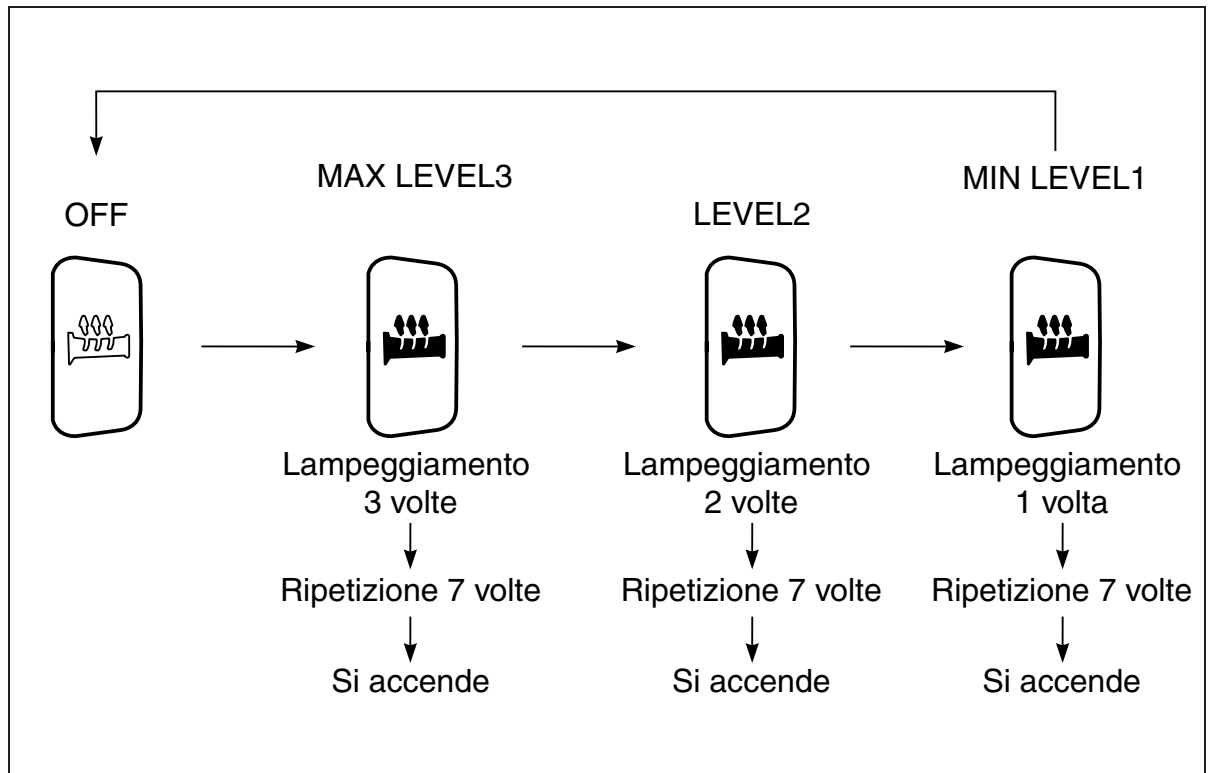 MAX LEVEL3
MIN LEVEL1
OFF
LEVEL2
Lampeggiamento
3 volte
Lampeggiamento
2 volte
Lampeggiamento
1 volta
Ripetizione 7 volte
Ripetizione 7 volte
Ripetizione 7 volte
Si accende
Si accende
Si accende